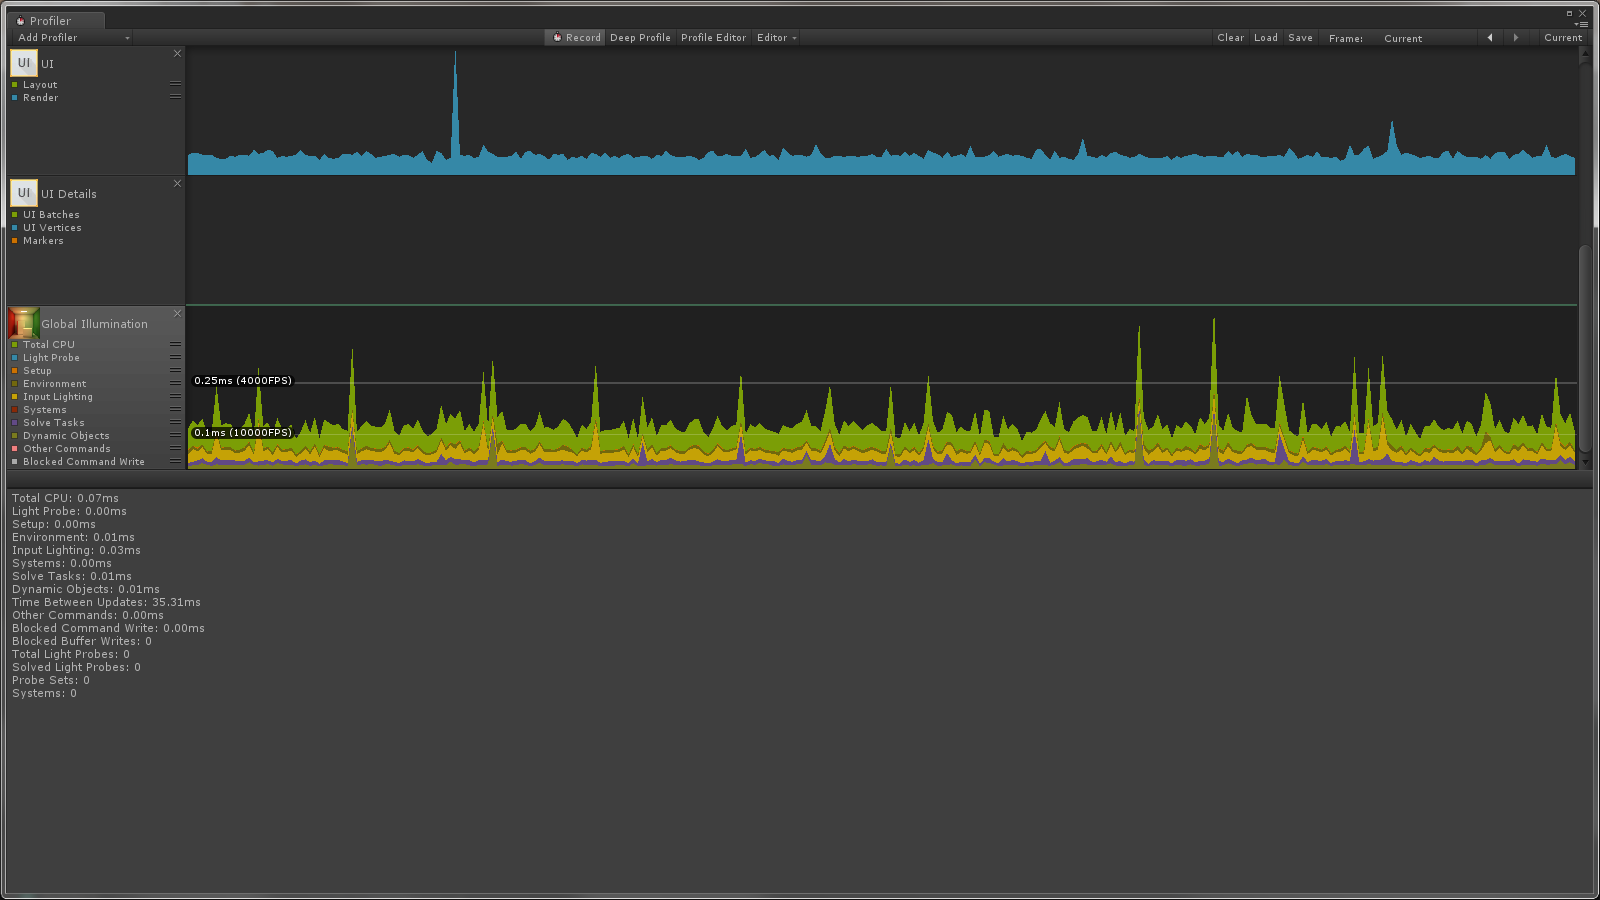 Profiler
Add Profiler
Record Deep Profile Profile Editor Editor
Clear Load Save Frame: Current Current
UI UI
Layout
Render
UI UI Details
UI Batches
UI Vertices
Markers
Global Illumination
Total CPU
Light Probe
Setup
Environment
Input Lighting
Systems
Solve Tasks
Dynamic Objects
Other Commands
Blocked Command Write
0.25ms (4000FPS)
0.1ms (10000FPS)
Total CPU: 0.07ms
Light Probe: 0.00ms
Setup: 0.00ms
Environment: 0.01ms
Input Lighting: 0.03ms
Systems: 0.00ms
Solve Tasks: 0.01ms
Dynamic Objects: 0.01ms
Time Between Updates: 35.31ms
Other Commands: 0.00ms
Blocked Command Write: 0.00ms
Blocked Buffer Writes: 0
Total Light Probes: 0
Solved Light Probes: 0
Probe Sets: 0
Systems: 0